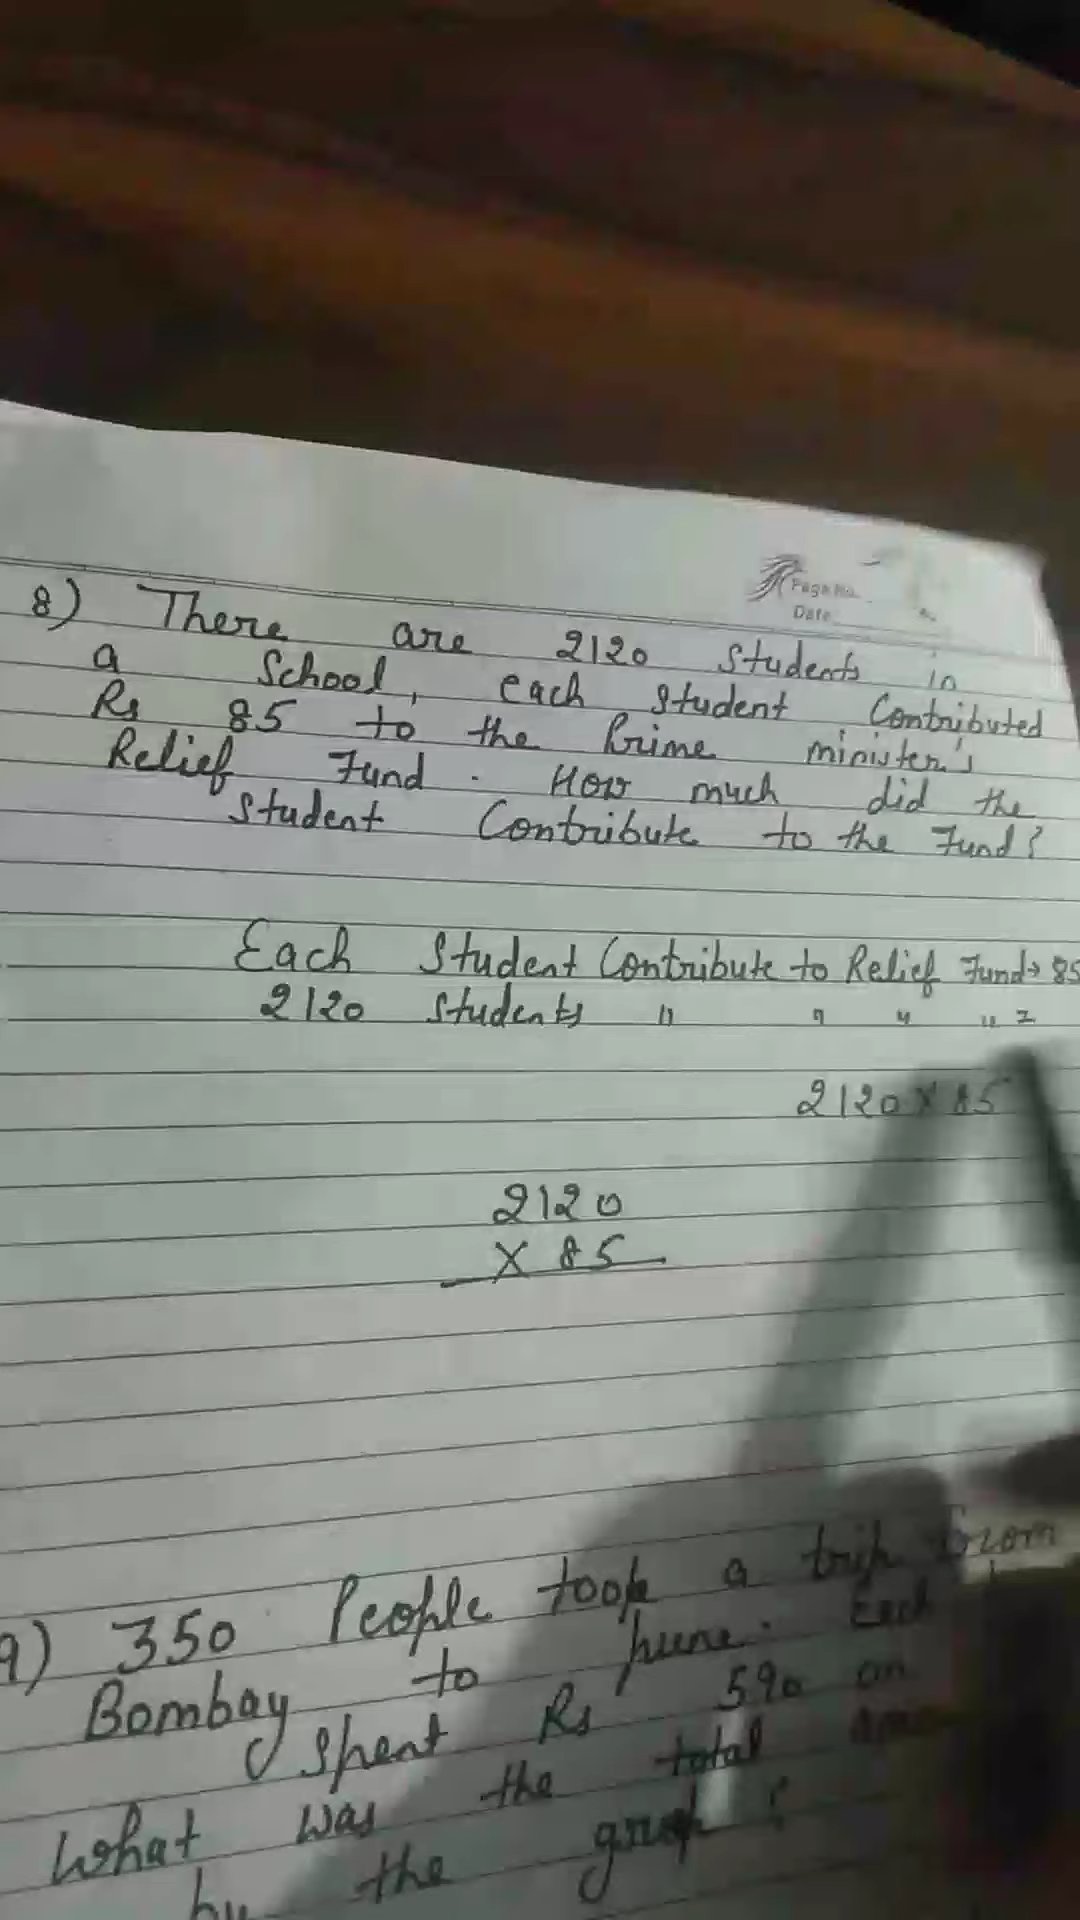 Page No.
Date
8) There are 2120 students in
a School, each student Contributed
Rs 85 to the Prime minister's
Relief Fund. How much did the
student Contribute to the Fund?
Each Student Contribute to Relief Fund → 85
2120 students " " " " =
2120 X 85
2120
X 85
9) 350 People took a trip from
Bombay to pune. Each
spent Rs 590 on
What was the total
by the group?